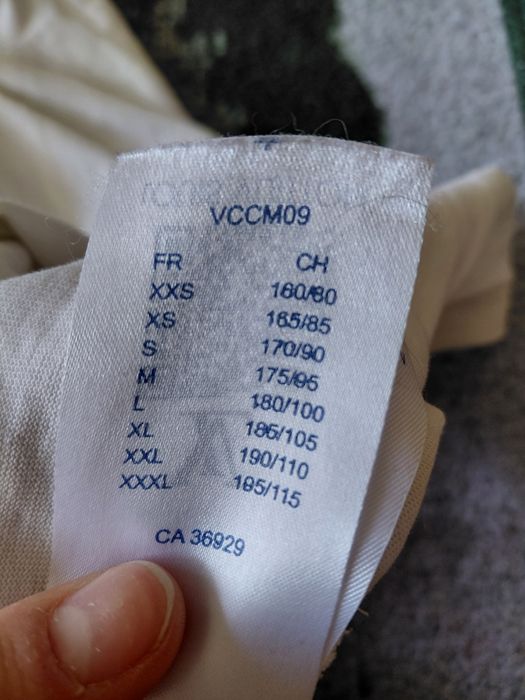 VCCM09
FR CH
XXS 160/80
XS 165/85
S 170/90
M 175/95
L 180/100
XL 185/105
XXL 190/110
XXXL 195/115
CA 36929